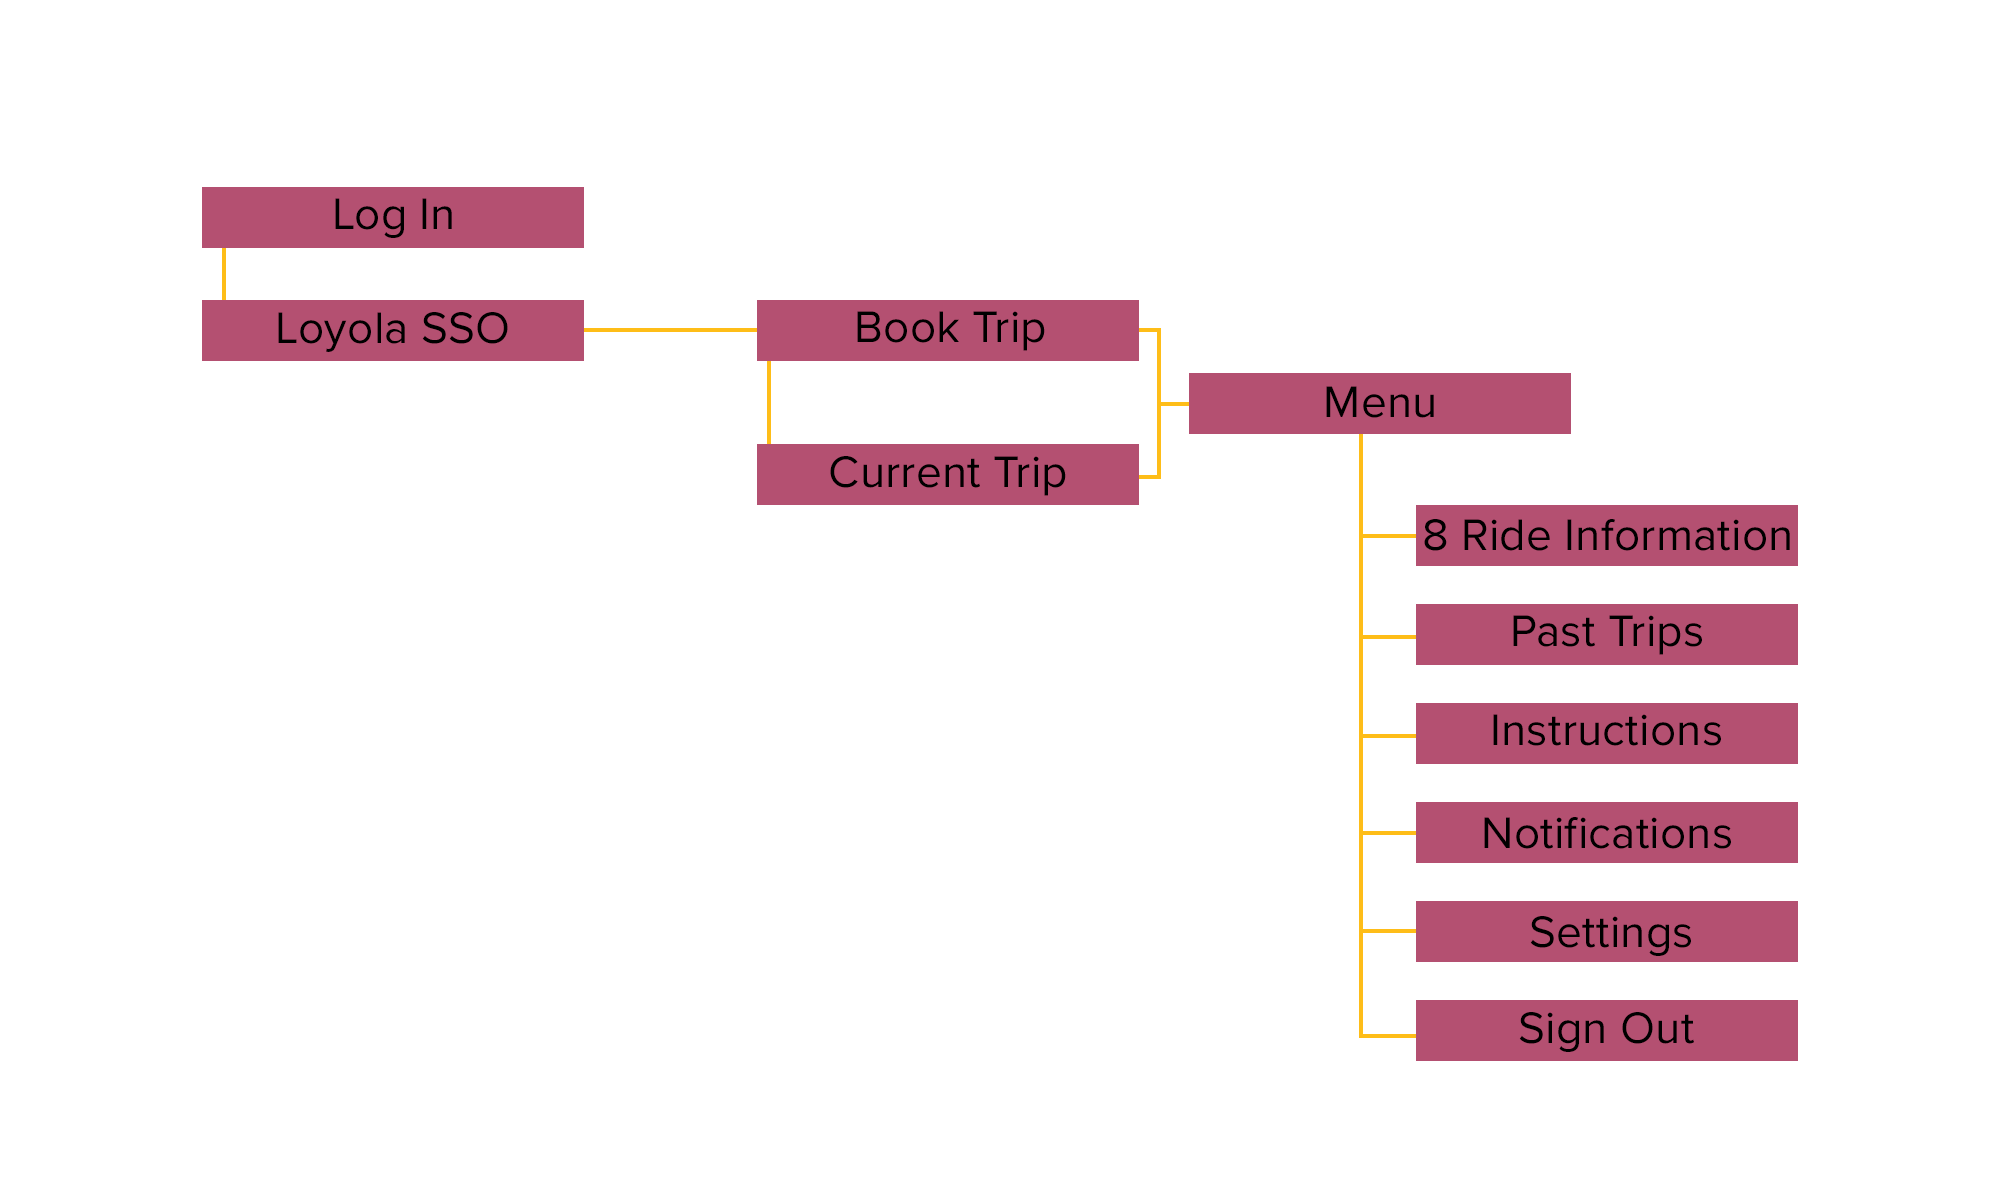 Log In
Loyola SSO
Book Trip
Current Trip
Menu
8 Ride Information
Past Trips
Instructions
Notifications
Settings
Sign Out